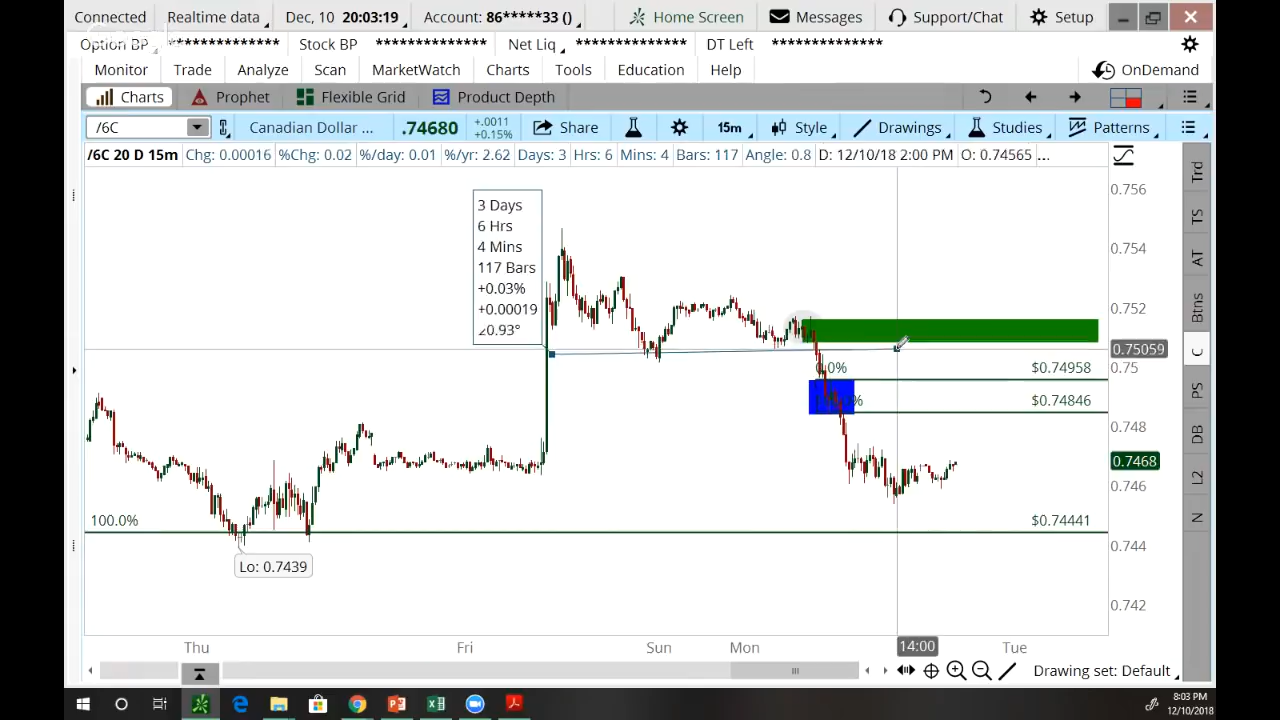 Connected Realtime data Dec, 10 20:03:19 Account: 86*****33 () Home Screen Messages Support/Chat Setup
Option BP ************* Stock BP ************* Net Liq ************* DT Left *************
Monitor Trade Analyze Scan MarketWatch Charts Tools Education Help OnDemand
Charts Prophet Flexible Grid Product Depth
/6C Canadian Dollar ... .74680 +.0011 +0.15% Share 15m Style Drawings Studies Patterns
/6C 20 D 15m Chg: 0.00016 %Chg: 0.02 %/day: 0.01 %/yr: 2.62 Days: 3 Hrs: 6 Mins: 4 Bars: 117 Angle: 0.8 D: 12/10/18 2:00 PM O: 0.74565 ...
3 Days
6 Hrs
4 Mins
117 Bars
+0.03%
+0.00019
∠0.93°
0.756
0.754
0.752
0.75059
0.75
0.748
0.7468
0.746
0.744
0.742
0.0% $0.74958
$0.74846
100.0% $0.74441
Lo: 0.7439
Thu Fri Sun Mon 14:00 Tue
Trd
TS
AT
Btns
C
PS
DB
L2
N
Drawing set: Default
8:03 PM
12/10/2018